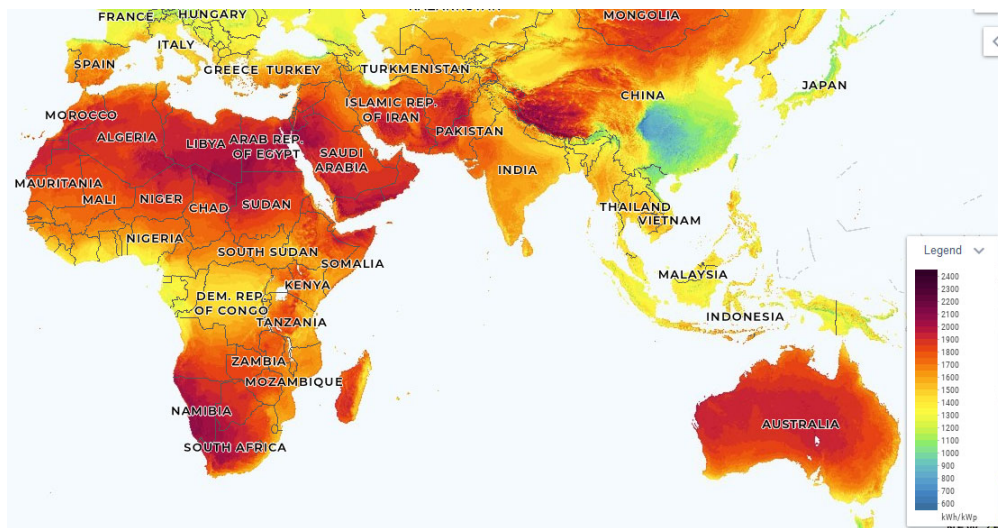 FRANCE
HUNGARY
MONGOLIA
ITALY
SPAIN
GREECE
TURKEY
TURKMENISTAN
CHINA
JAPAN
ISLAMIC REP.
OF IRAN
MOROCCO
ALGERIA
LIBYA
ARAB REP.
OF EGYPT
PAKISTAN
SAUDI
ARABIA
INDIA
MAURITANIA
MALI
NIGER
CHAD
SUDAN
THAILAND
VIETNAM
NIGERIA
SOUTH SUDAN
SOMALIA
MALAYSIA
KENYA
DEM. REP.
OF CONGO
TANZANIA
INDONESIA
ZAMBIA
MOZAMBIQUE
NAMIBIA
SOUTH AFRICA
AUSTRALIA
Legend
2400
2300
2200
2100
2000
1900
1800
1700
1600
1500
1400
1300
1200
1100
1000
900
800
700
600
kWh/kWp